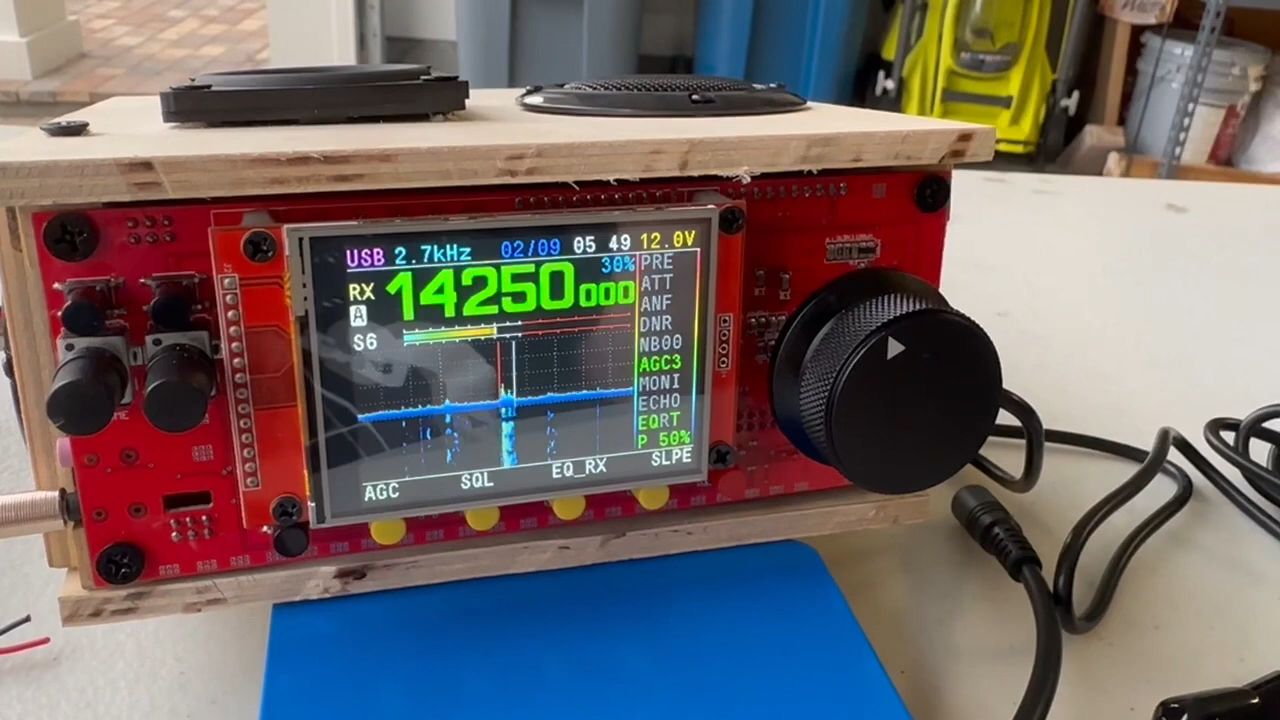 USB 2.7kHz 02/09 05 49 12.0V
30% PRE
RX 14250000 ATT
A ANF
DNR
S6 NB00
AGC3
MONI
ECHO
EQRT
P 50%
AGC SQL EQ_RX SLPE
J2